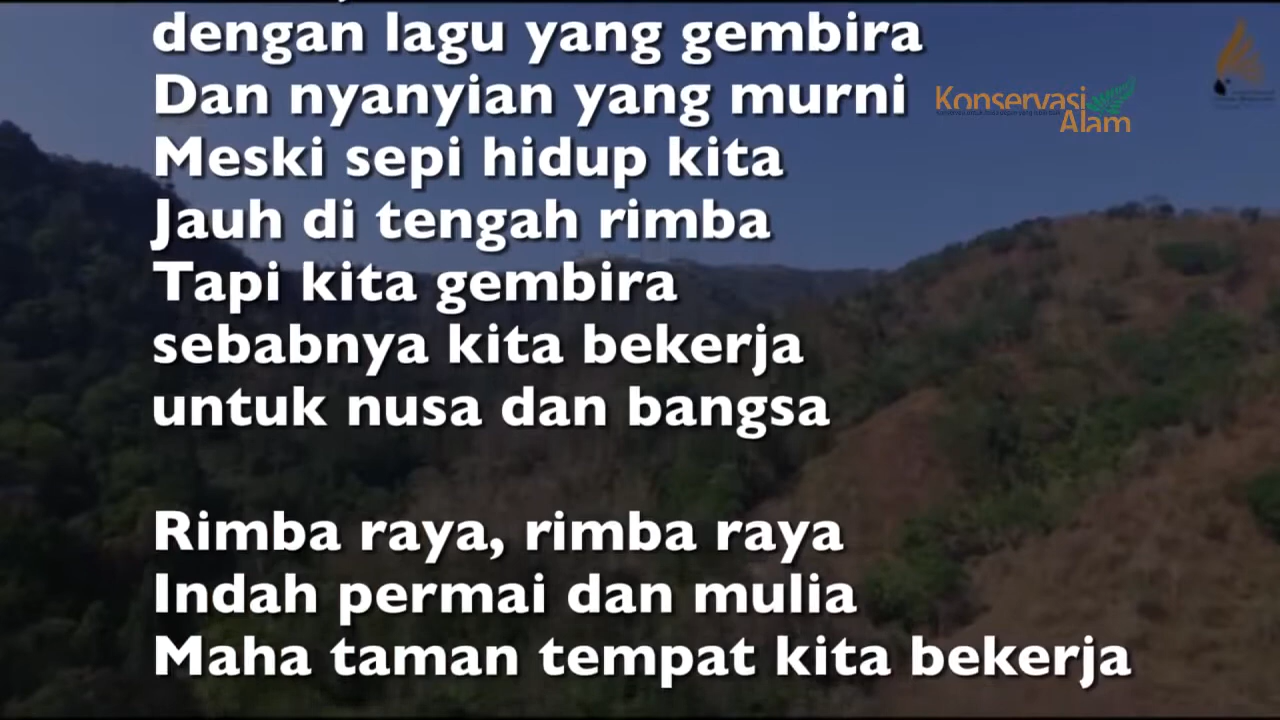 dengan lagu yang gembira
Dan nyanyian yang murni
Konservasi
Alam
Meski sepi hidup kita
Jauh di tengah rimba
Tapi kita gembira
sebabnya kita bekerja
untuk nusa dan bangsa
Rimba raya, rimba raya
Indah permai dan mulia
Maha taman tempat kita bekerja